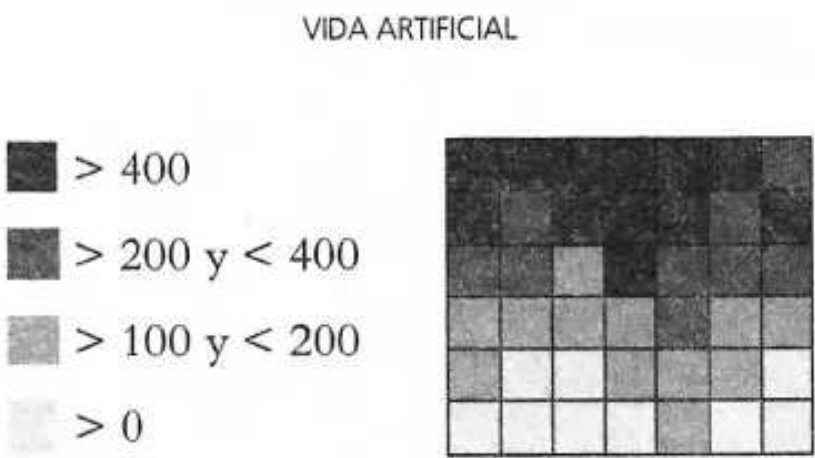 VIDA ARTIFICIAL
> 400
> 200 y < 400
> 100 y < 200
> 0